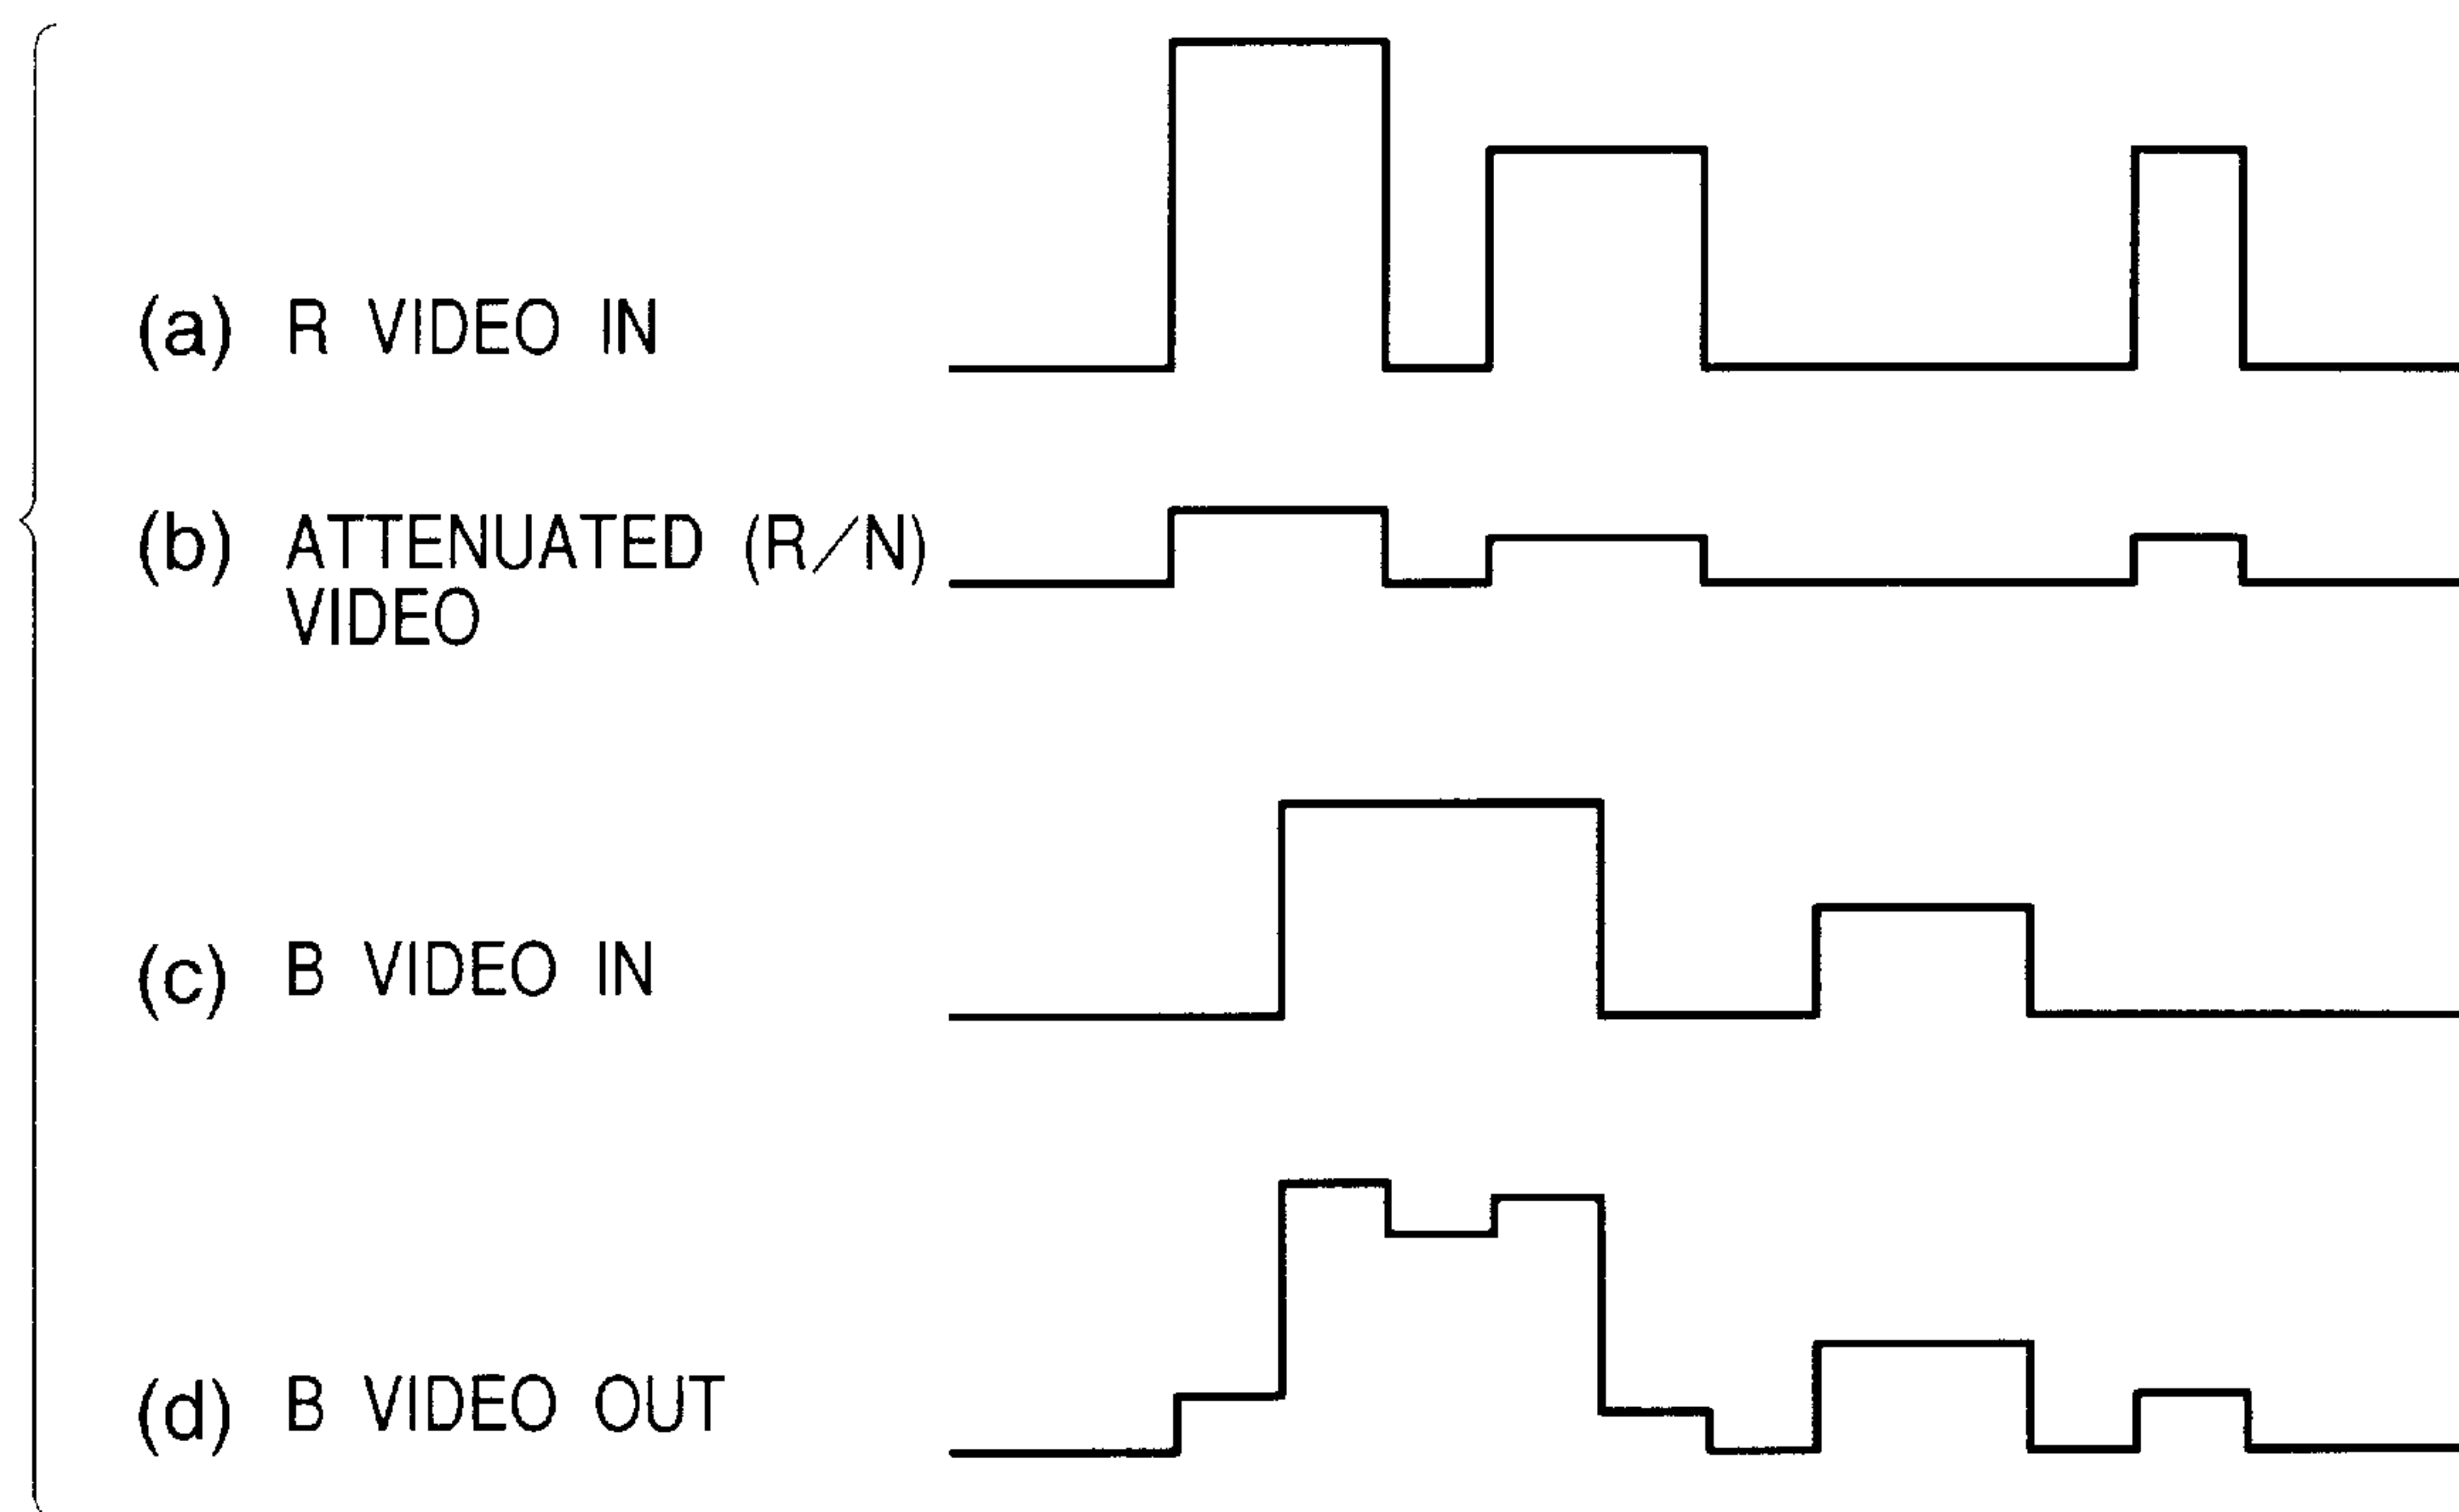 (a) R VIDEO IN
(b) ATTENUATED (R/N)
VIDEO
(c) B VIDEO IN
(d) B VIDEO OUT